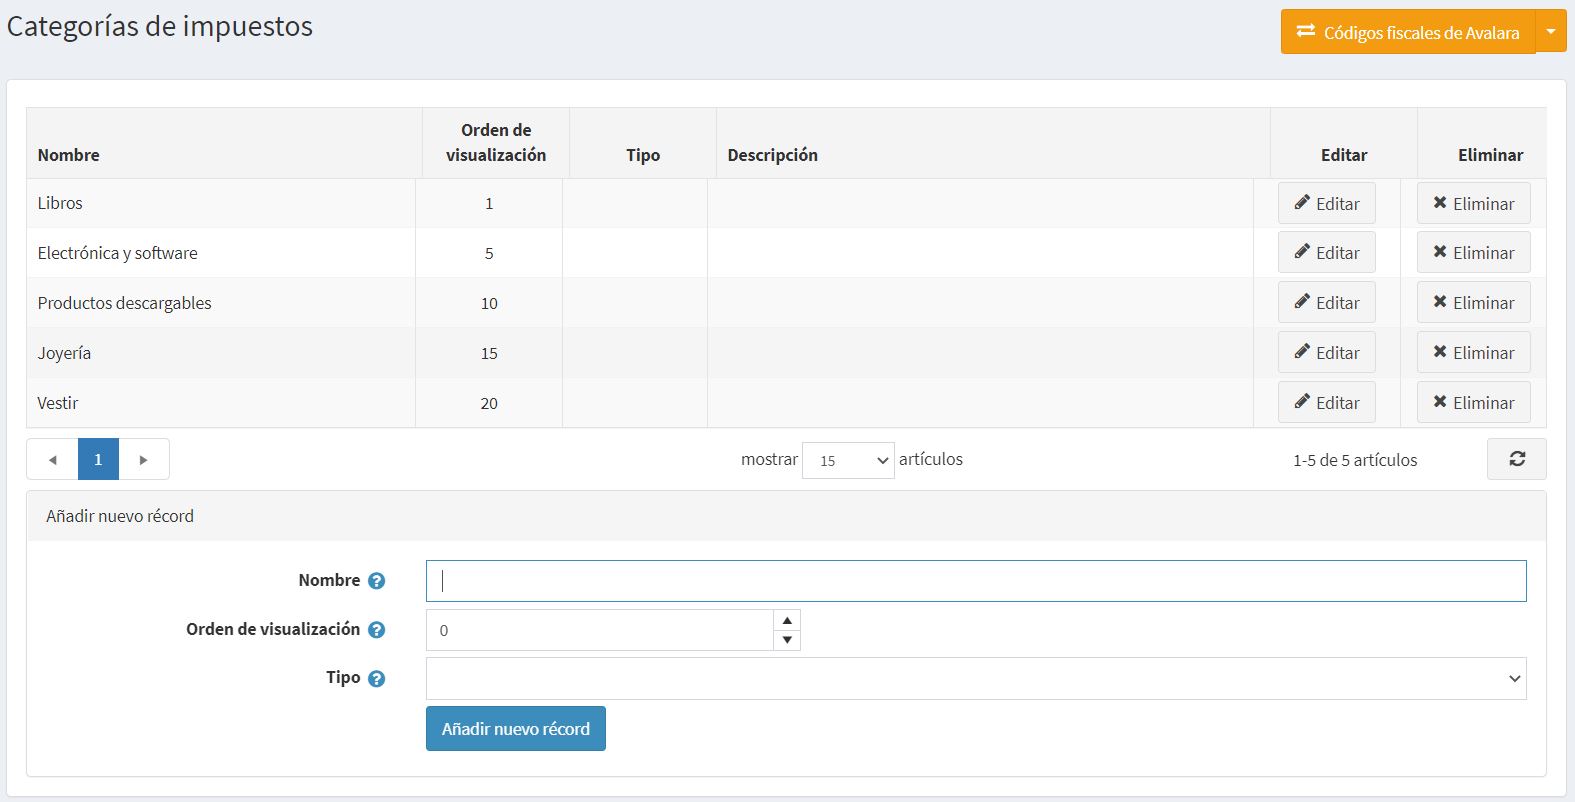 Categorías de impuestos
Códigos fiscales de Avalara
Nombre
Orden de
visualización
Tipo
Descripción
Editar
Eliminar
Libros 1 Editar Eliminar
Electrónica y software 5 Editar Eliminar
Productos descargables 10 Editar Eliminar
Joyería 15 Editar Eliminar
Vestir 20 Editar Eliminar
1 mostrar 15 artículos 1-5 de 5 artículos
Añadir nuevo récord
Nombre
Orden de visualización 0
Tipo
Añadir nuevo récord